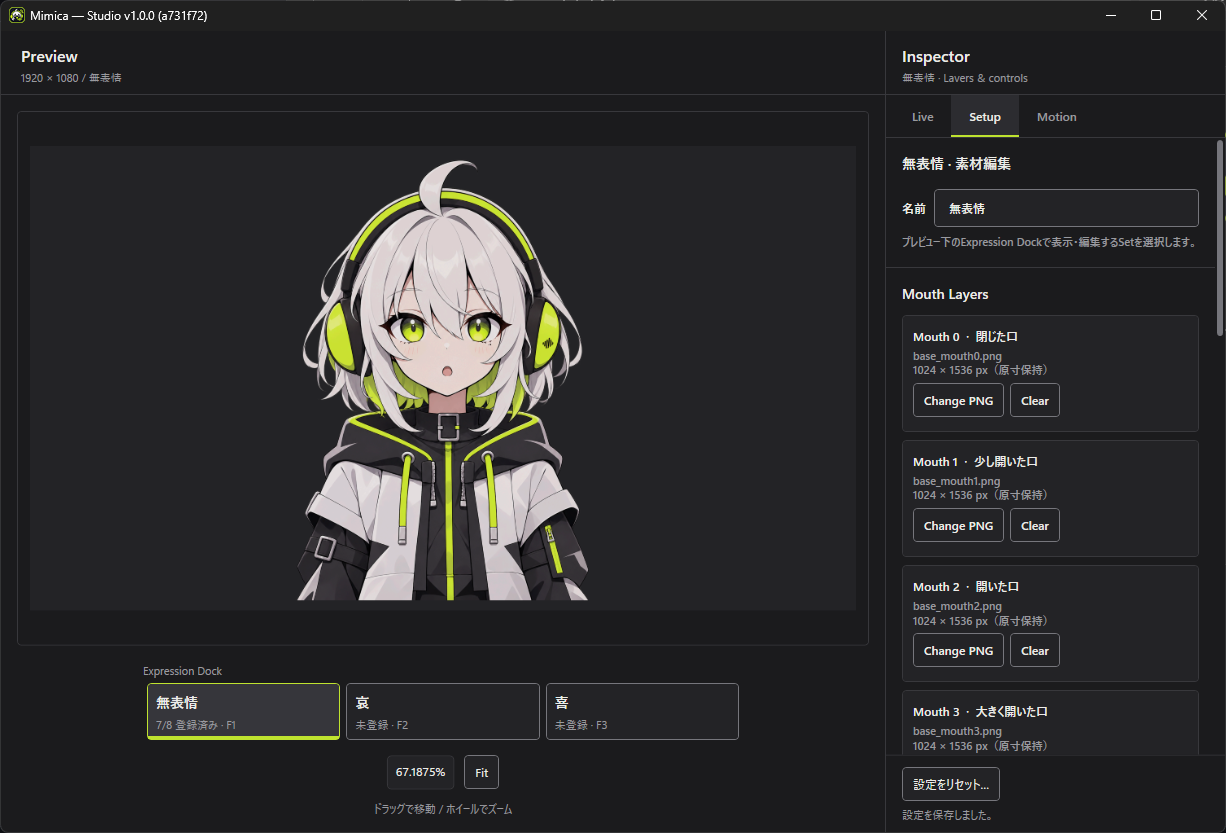 Mimica — Studio v1.0.0 (a731f72)
Preview
1920 × 1080 / 無表情
Expression Dock
無表情
7/8 登録済み · F1
哀
未登録 · F2
喜
未登録 · F3
67.1875%
Fit
ドラッグで移動 / ホイールでズーム
Inspector
無表情 · Layers & controls
Live
Setup
Motion
無表情 · 素材編集
名前
無表情
プレビュー下のExpression Dockで表示・編集するSetを選択します。
Mouth Layers
Mouth 0 · 閉じた口
base_mouth0.png
1024 × 1536 px（原寸保持）
Change PNG
Clear
Mouth 1 · 少し開いた口
base_mouth1.png
1024 × 1536 px（原寸保持）
Change PNG
Clear
Mouth 2 · 開いた口
base_mouth2.png
1024 × 1536 px（原寸保持）
Change PNG
Clear
Mouth 3 · 大きく開いた口
base_mouth3.png
1024 × 1536 px（原寸保持）
設定をリセット...
設定を保存しました。